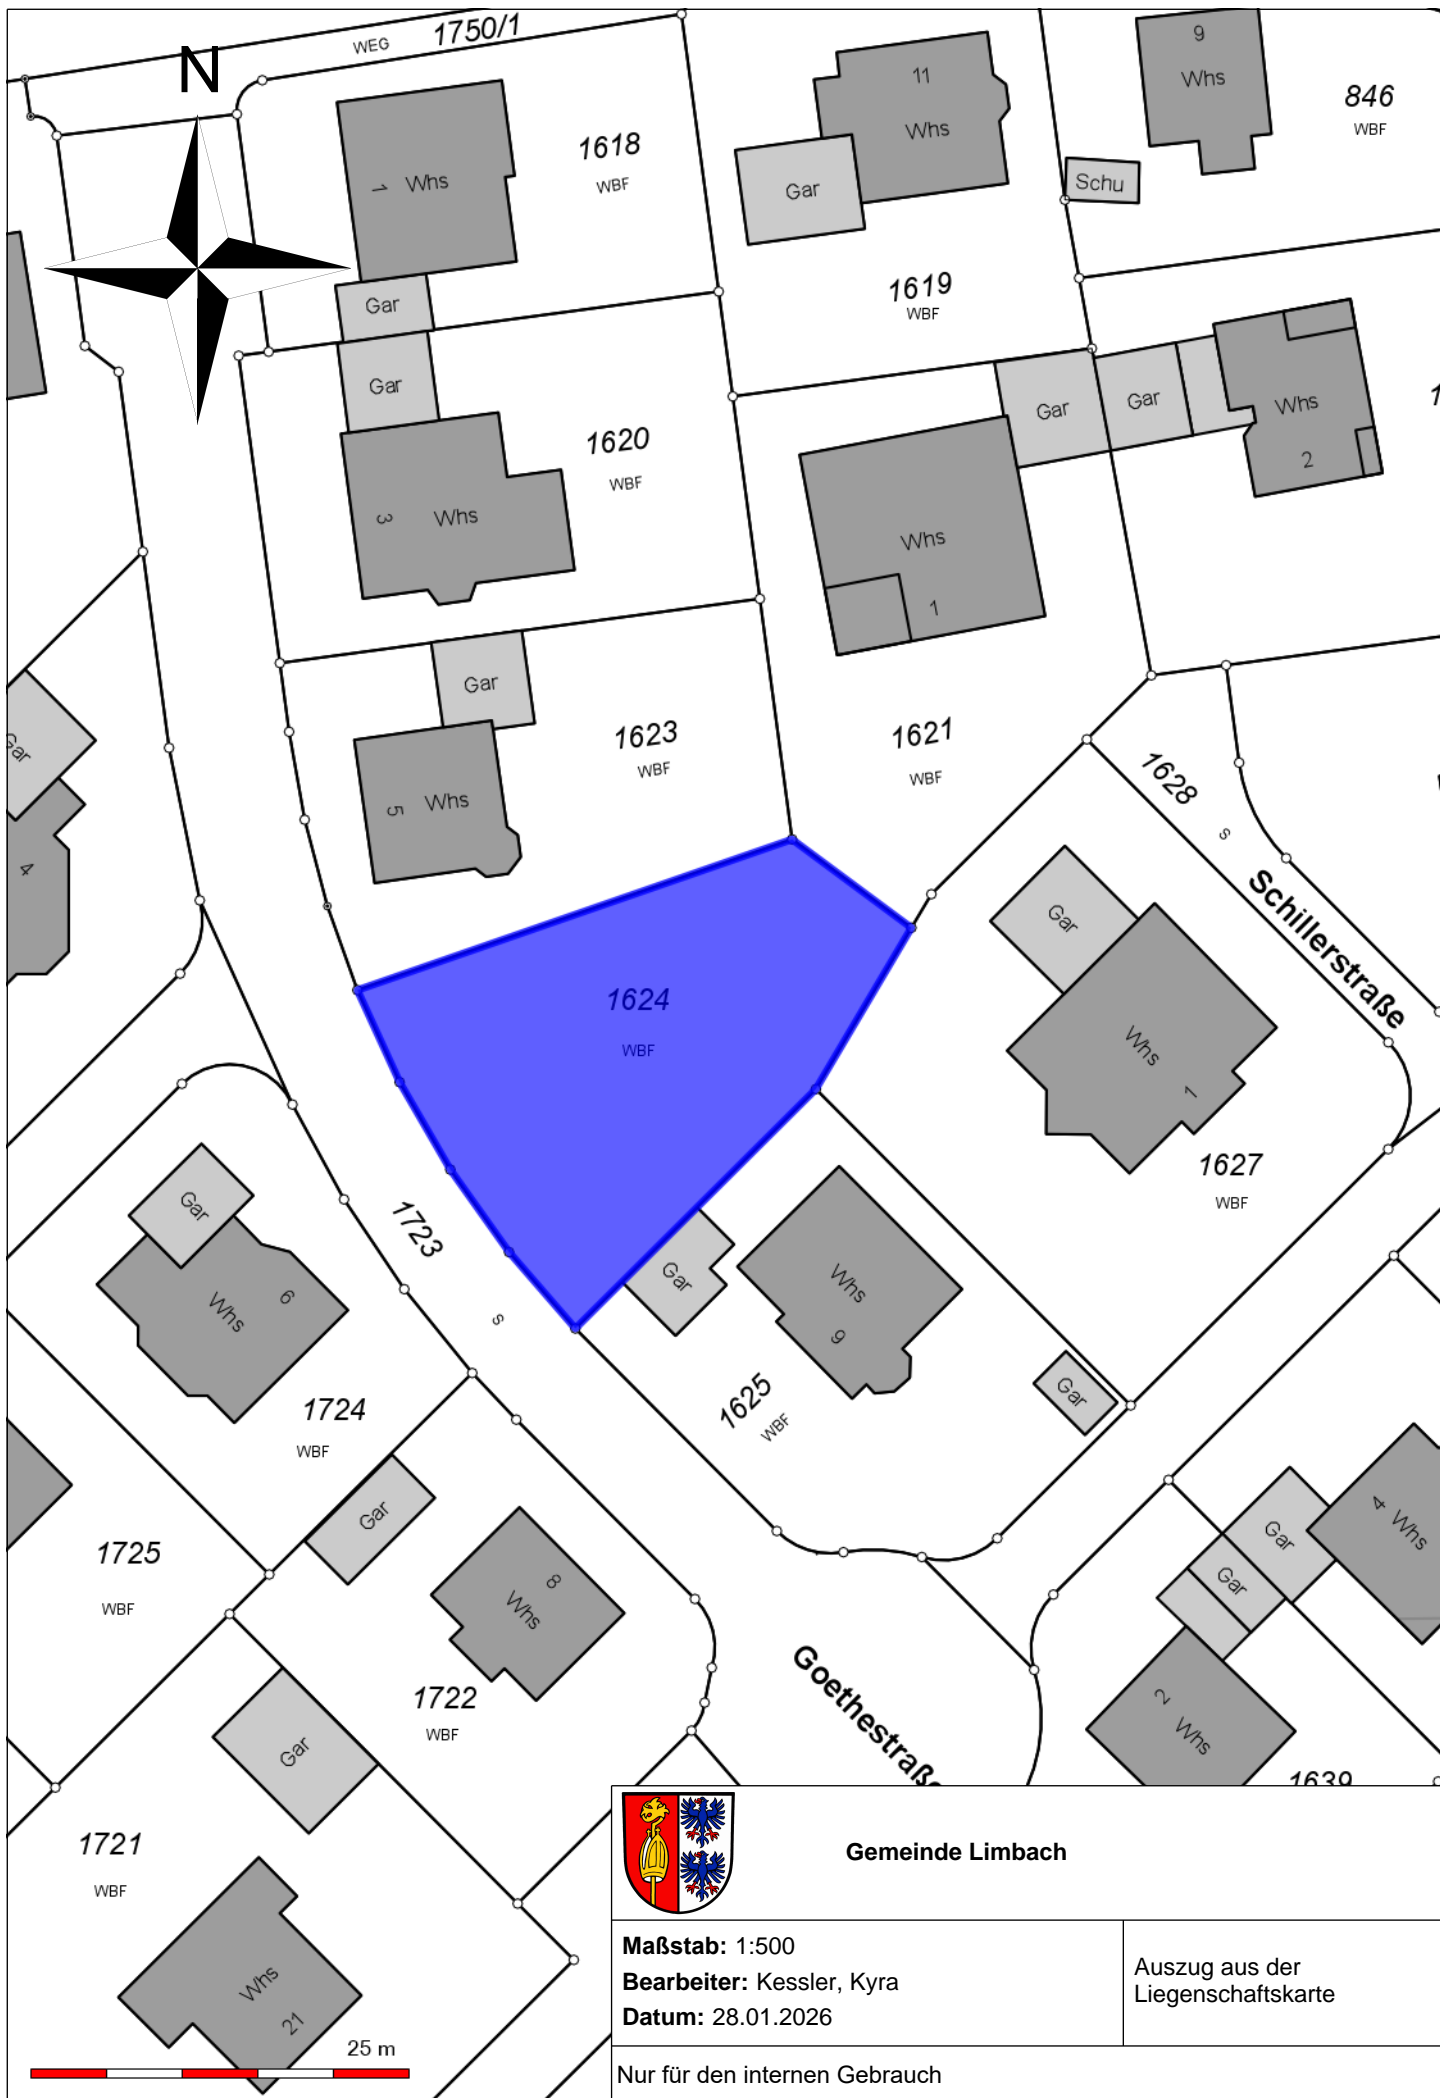 WEG 1750/1
N
9
Whs
846
WBF
11
Whs
1618
WBF
1 Whs
Gar
Schu
Gar
1619
WBF
Gar
1620
WBF
3 Whs
Gar
Gar
Whs
2
Whs
1
Gar
1623
WBF
5 Whs
1621
WBF
1628 s
Schillerstraße
Gar
4
Gar
Whs
1
1627
WBF
1624
WBF
Gar
Whs
6
1723 s
1724
WBF
Gar
Whs
9
1625
WBF
Gar
1725
WBF
Gar
8
Whs
1722
WBF
Gar
4 Whs
Gar
Gar
2 Whs
1639
Goethestraße
1721
WBF
Whs
21
25 m
Gemeinde Limbach
Maßstab: 1:500
Bearbeiter: Kessler, Kyra
Datum: 28.01.2026
Auszug aus der
Liegenschaftskarte
Nur für den internen Gebrauch